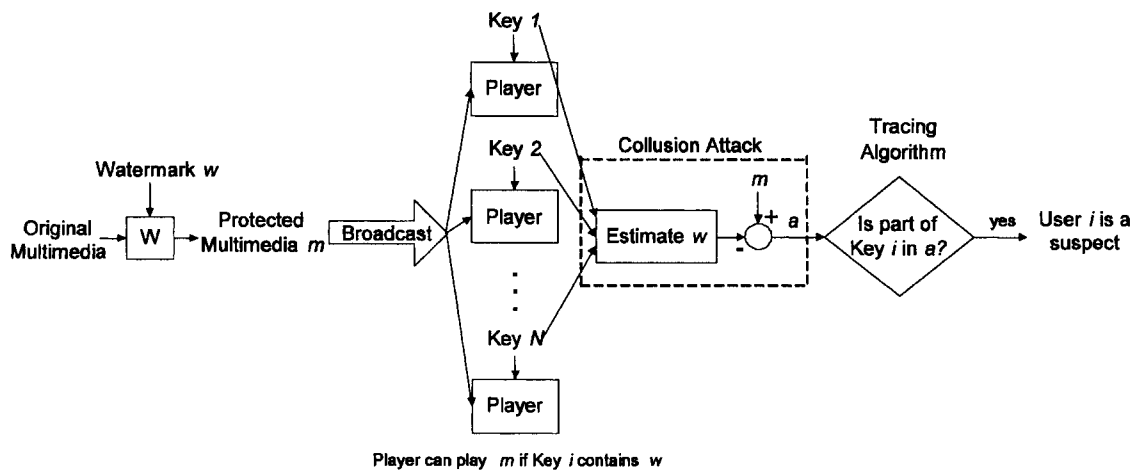 Key 1
Player
Key 2
Player
Key N
Player
Watermark w
Original
Multimedia
W
Protected
Multimedia m
Broadcast
Collusion Attack
m
+
Estimate w
-
a
Tracing
Algorithm
Is part of
Key i in a?
yes
User i is a
suspect
Player can play m if Key i contains w